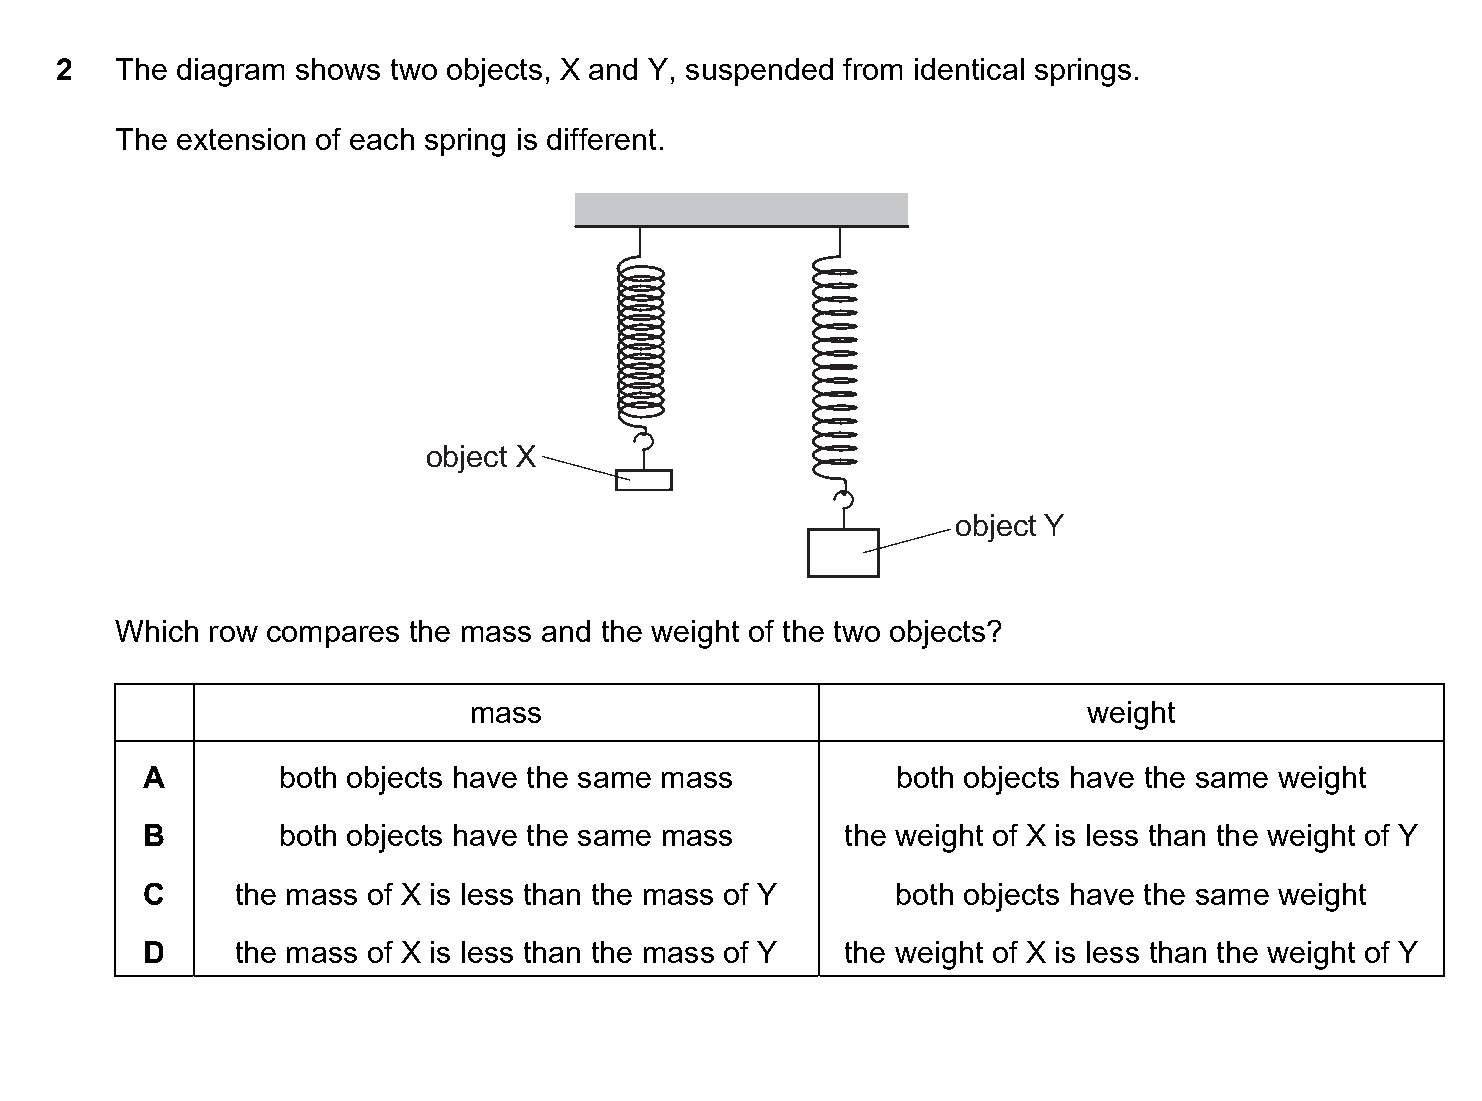 2 The diagram shows two objects, X and Y, suspended from identical springs.
The extension of each spring is different.
object X
object Y
Which row compares the mass and the weight of the two objects?
mass weight
A both objects have the same mass both objects have the same weight
B both objects have the same mass the weight of X is less than the weight of Y
C the mass of X is less than the mass of Y both objects have the same weight
D the mass of X is less than the mass of Y the weight of X is less than the weight of Y